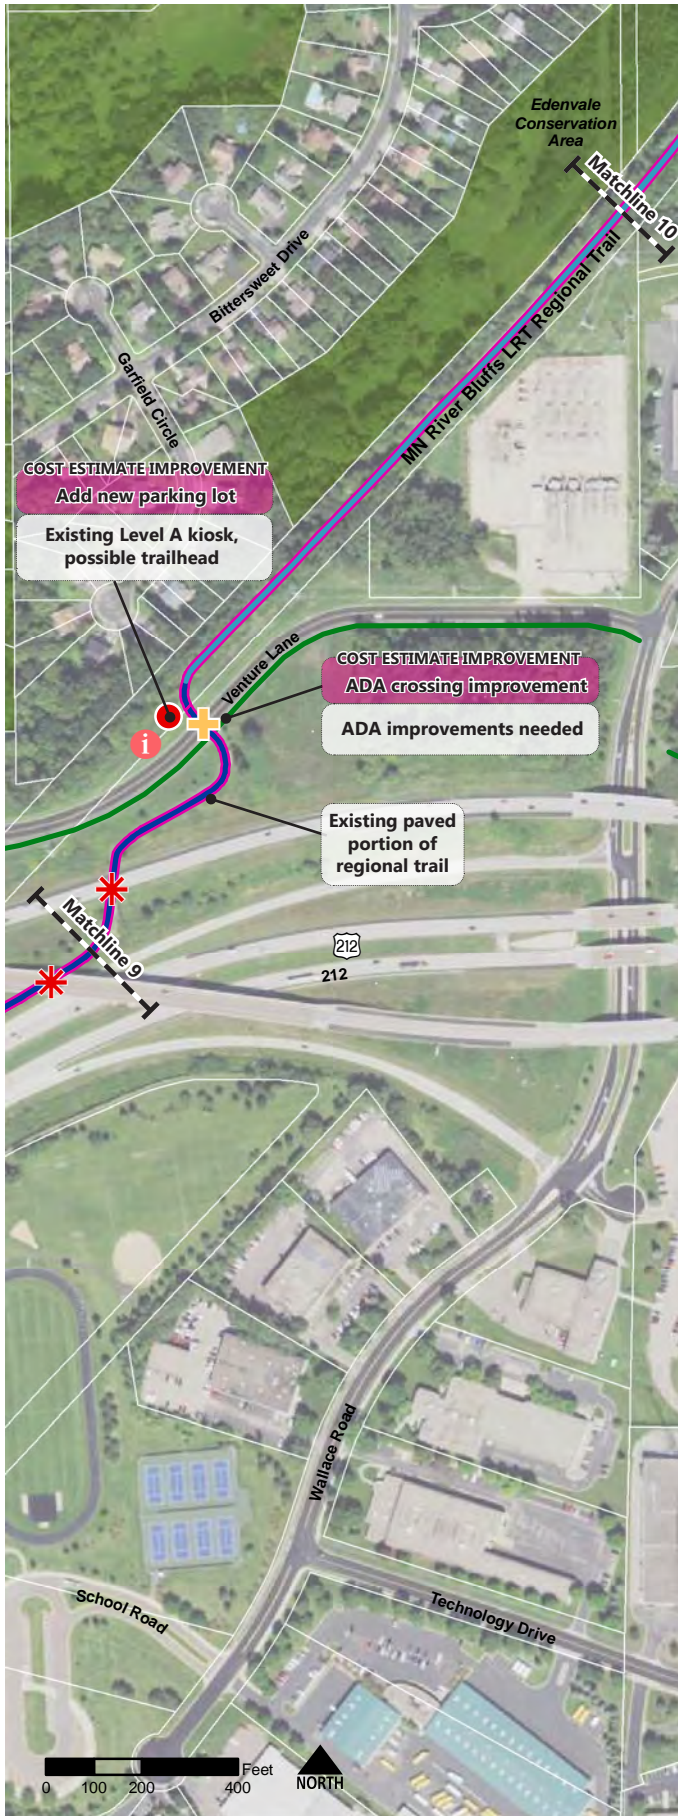 Edenvale
Conservation
Area
Matchline 10
MN River Bluffs LRT Regional Trail
Bittersweet Drive
Garfield Circle
COST ESTIMATE IMPROVEMENT
Add new parking lot
Existing Level A kiosk,
possible trailhead
Venture Lane
COST ESTIMATE IMPROVEMENT
ADA crossing improvement
ADA improvements needed
i
Existing paved
portion of
regional trail
Matchline 9
212
212
Wallace Road
School Road
Technology Drive
Feet
0 100 200 400
NORTH